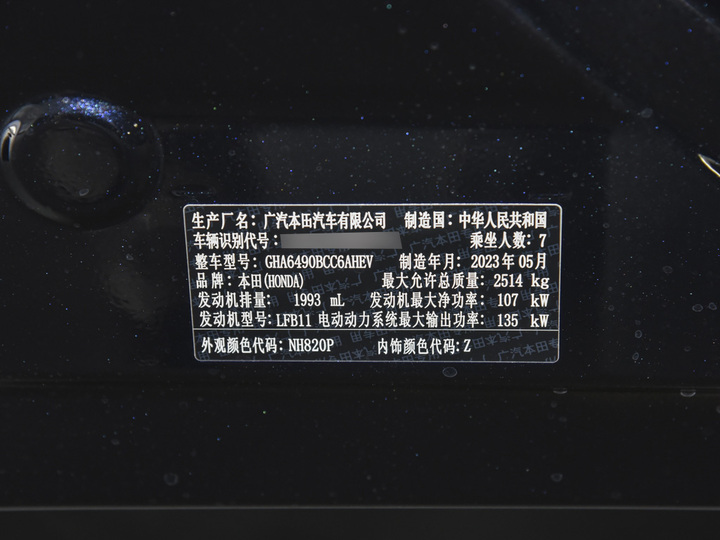 生产厂名：广汽本田汽车有限公司 制造国：中华人民共和国
车辆识别代号： 乘坐人数：7
整车型号：GHA6490BCC6AHEV 制造年月：2023年05月
品牌：本田(HONDA) 最大允许总质量：2514 kg
发动机排量： 1993 mL 发动机最大净功率：107 kW
发动机型号：LFB11 电动动力系统最大输出功率：135 kW
外观颜色代码：NH820P 内饰颜色代码：Z